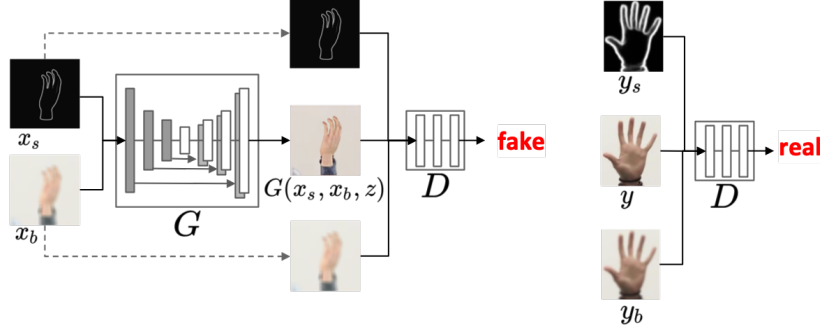 x_s
x_b
G
G(x_s, x_b, z)
D
fake
y_s
y
y_b
D
real